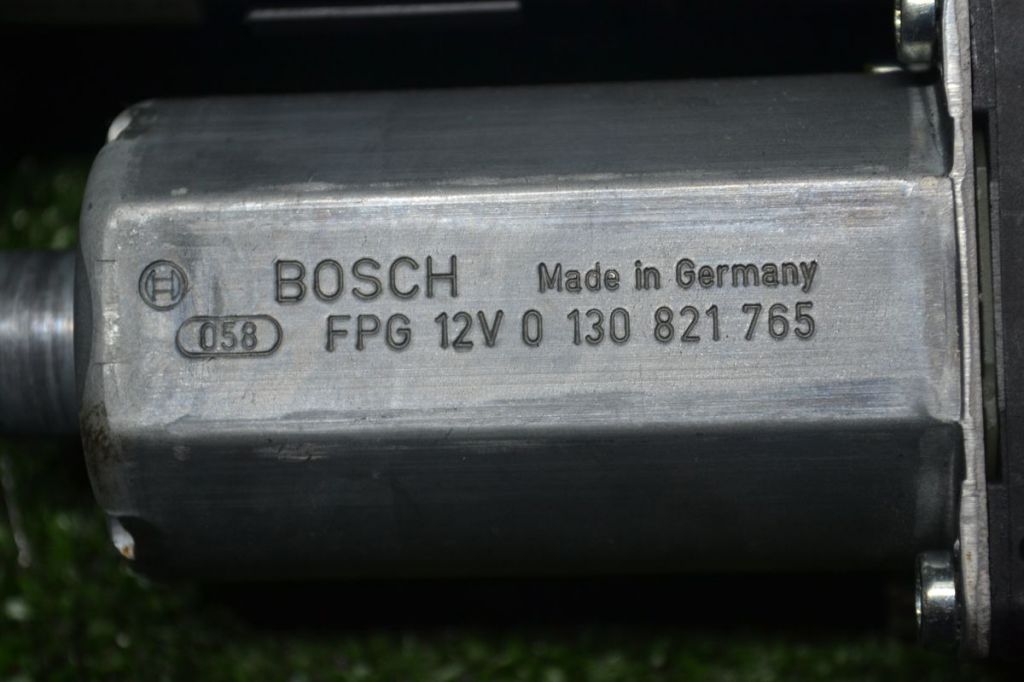 BOSCH Made in Germany
058 FPG 12V 0 130 821 765